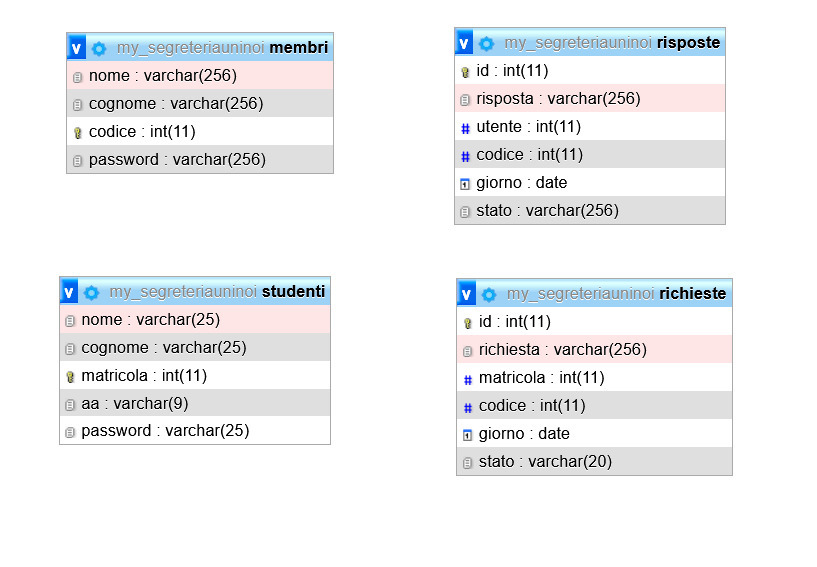 v my_segreteriauninoi membri
nome : varchar(256)
cognome : varchar(256)
codice : int(11)
password : varchar(256)
v my_segreteriauninoi risposte
id : int(11)
risposta : varchar(256)
# utente : int(11)
# codice : int(11)
giorno : date
stato : varchar(256)
v my_segreteriauninoi studenti
nome : varchar(25)
cognome : varchar(25)
matricola : int(11)
aa : varchar(9)
password : varchar(25)
v my_segreteriauninoi richieste
id : int(11)
richiesta : varchar(256)
# matricola : int(11)
# codice : int(11)
giorno : date
stato : varchar(20)